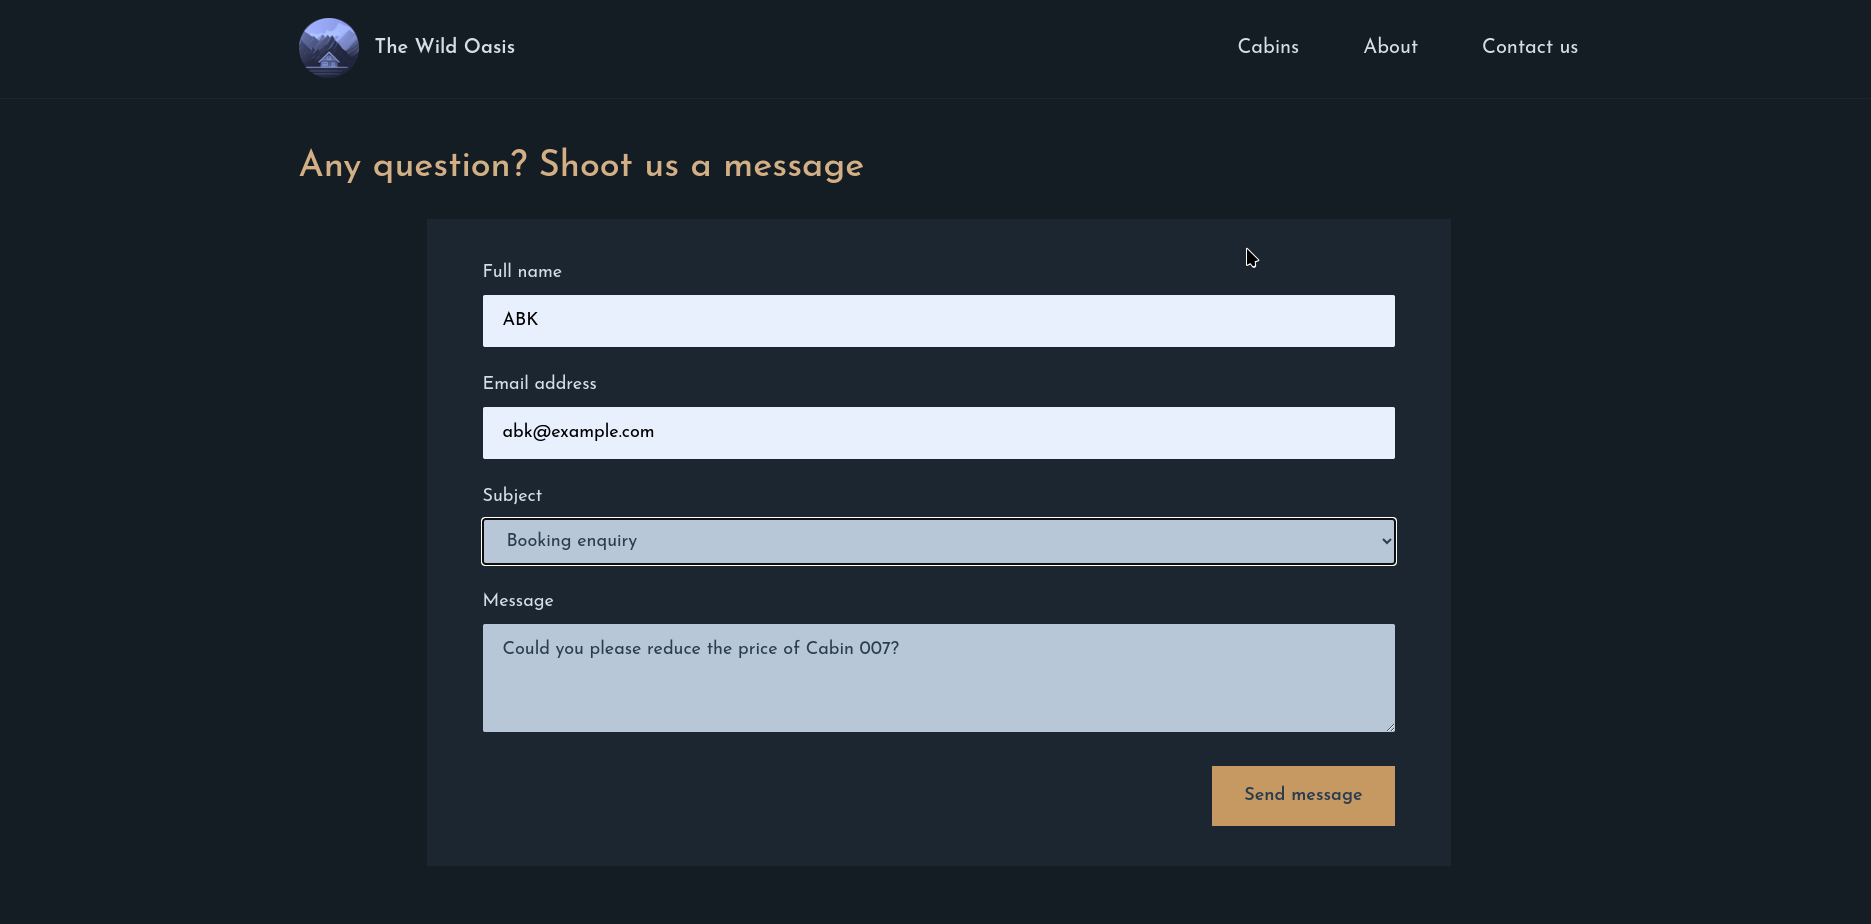 The Wild Oasis
Cabins
About
Contact us
Any question? Shoot us a message
Full name
ABK
Email address
abk@example.com
Subject
Booking enquiry
Message
Could you please reduce the price of Cabin 007?
Send message